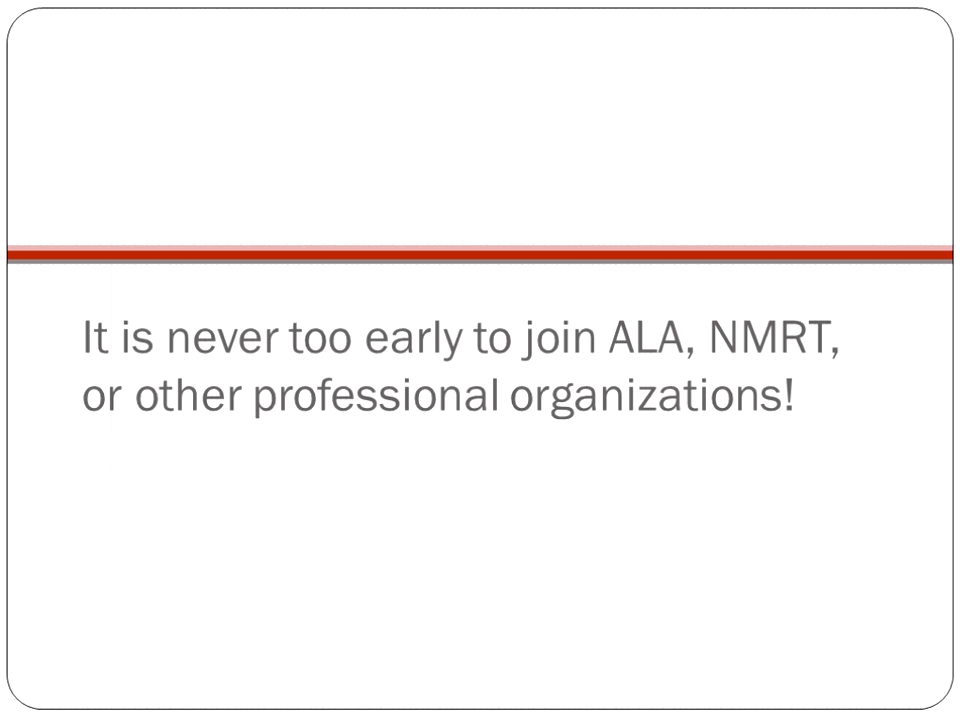 It is never too early to join ALA, NMRT,
or other professional organizations!